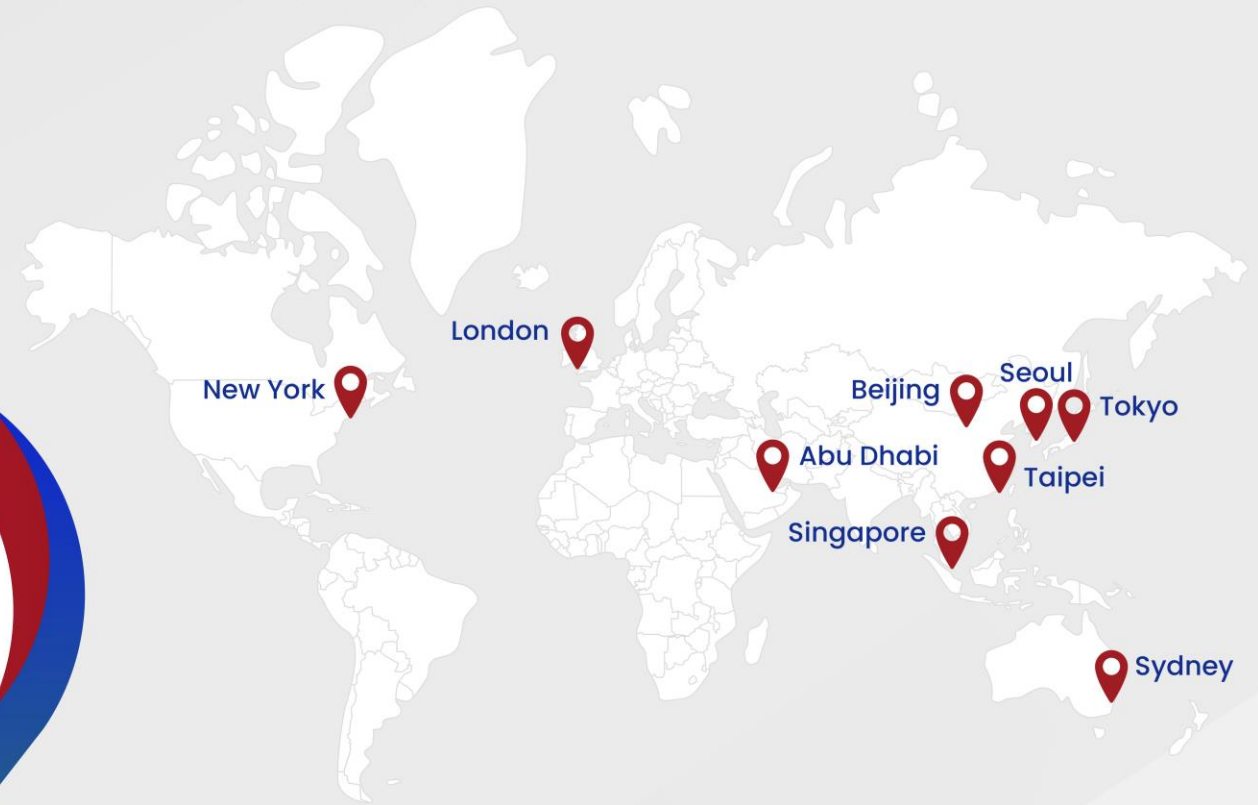 London
New York
Seoul
Beijing
Tokyo
Abu Dhabi
Taipei
Singapore
Sydney